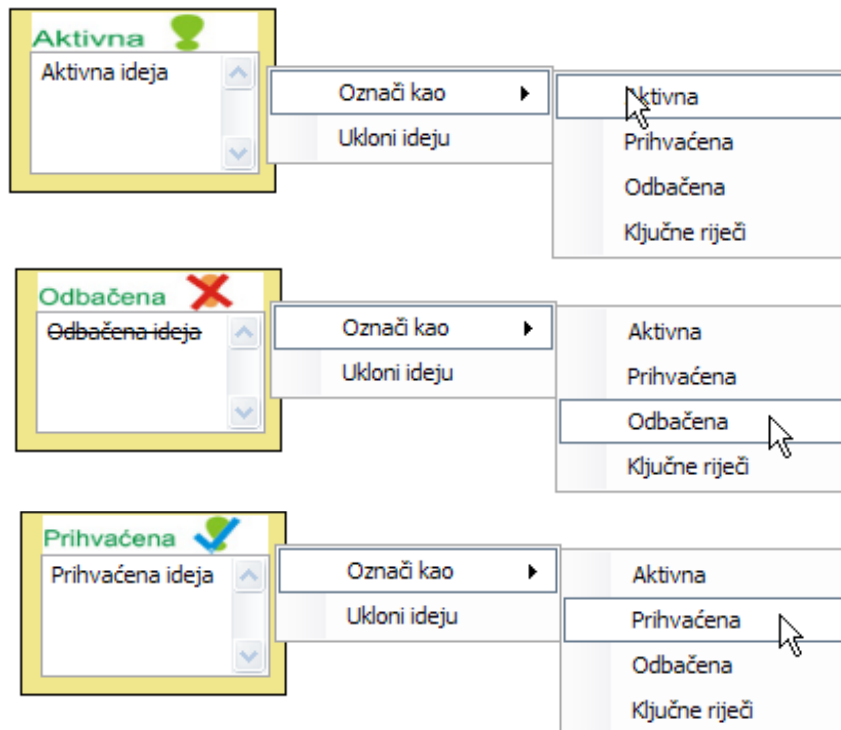 Aktivna
Aktivna ideja
Označi kao
Ukloni ideju
Aktivna
Prihvaćena
Odbačena
Ključne riječi
Odbačena
Odbačena ideja
Označi kao
Ukloni ideju
Aktivna
Prihvaćena
Odbačena
Ključne riječi
Prihvaćena
Prihvaćena ideja
Označi kao
Ukloni ideju
Aktivna
Prihvaćena
Odbačena
Ključne riječi